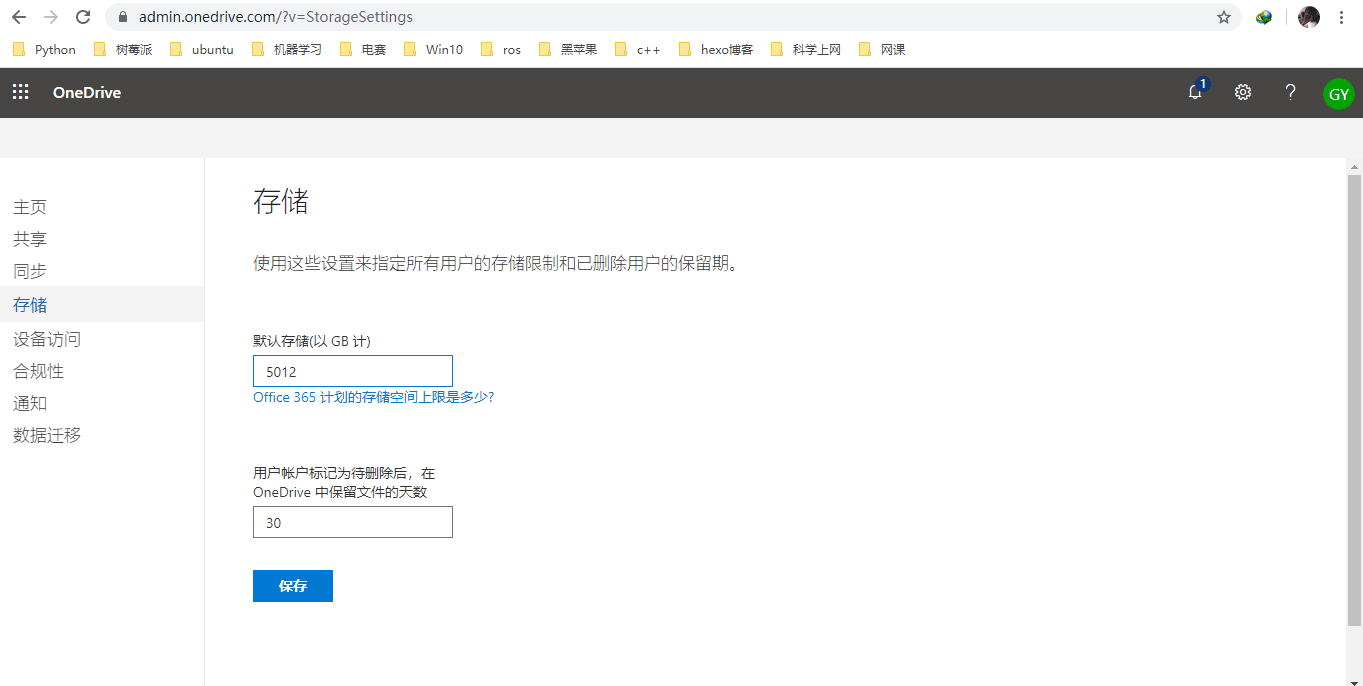 admin.onedrive.com/?v=StorageSettings
Python 树莓派 ubuntu 机器学习 电赛 Win10 ros 黑苹果 c++ hexo博客 科学上网 网课
OneDrive 1 ? GY
主页
共享
同步
存储
设备访问
合规性
通知
数据迁移
存储
使用这些设置来指定所有用户的存储限制和已删除用户的保留期。
默认存储(以 GB 计)
5012
Office 365 计划的存储空间上限是多少?
用户帐户标记为待删除后，在
OneDrive 中保留文件的天数
30
保存